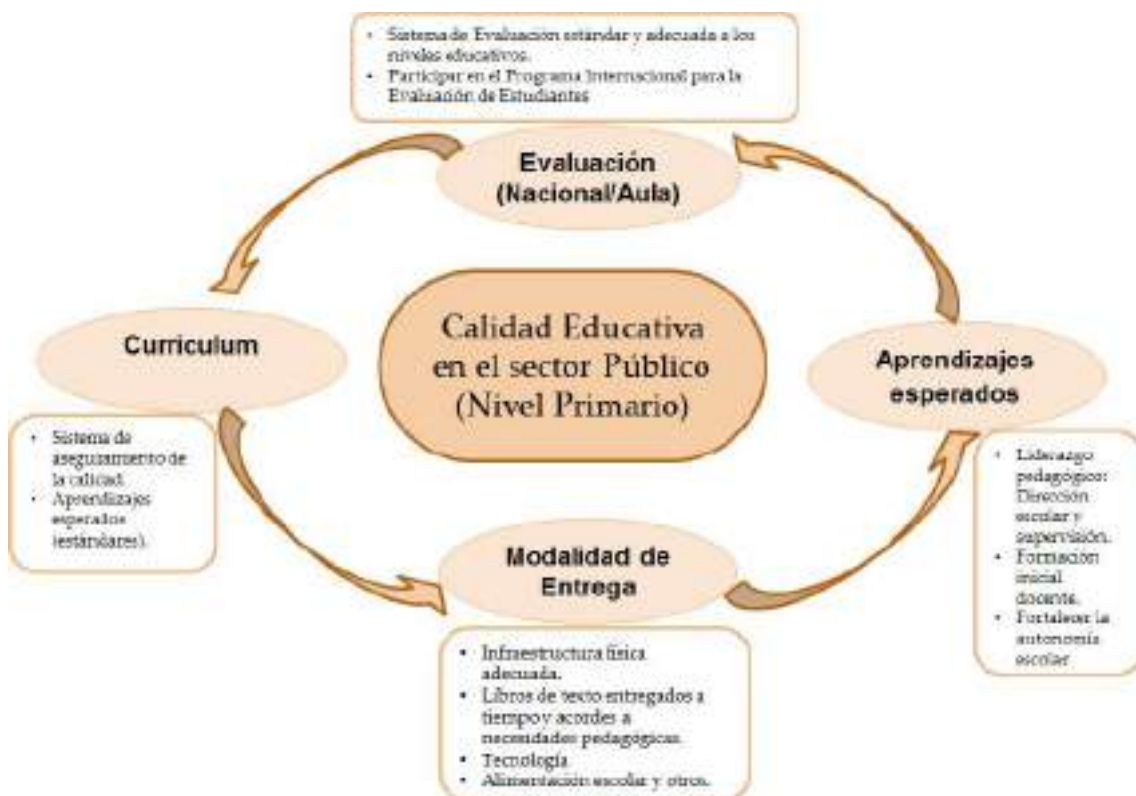 • Sistema de Evaluación estándar y adecuada a los
niveles educativos.
• Participar en el Programa Internacional para la
Evaluación de Estudiantes
Evaluación
(Nacional/Aula)
Curriculum
• Sistema de
aseguramiento de
la calidad.
• Aprendizajes
esperados
(estándares).
Calidad Educativa
en el sector Público
(Nivel Primario)
Aprendizajes
esperados
• Liderazgo
pedagógico:
Dirección
escolar y
supervisión.
• Formación
inicial
docente.
• Fortalecer la
autonomía
escolar
Modalidad de
Entrega
• Infraestructura física
adecuada.
• Libros de texto entregados a
tiempo y acordes a
necesidades pedagógicas.
• Tecnología
• Alimentación escolar y otros.